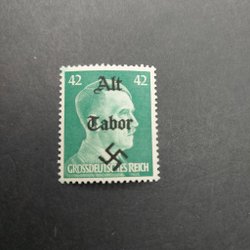 42 Alt 42
Tabor
GROSSDEUTSCHES REICH